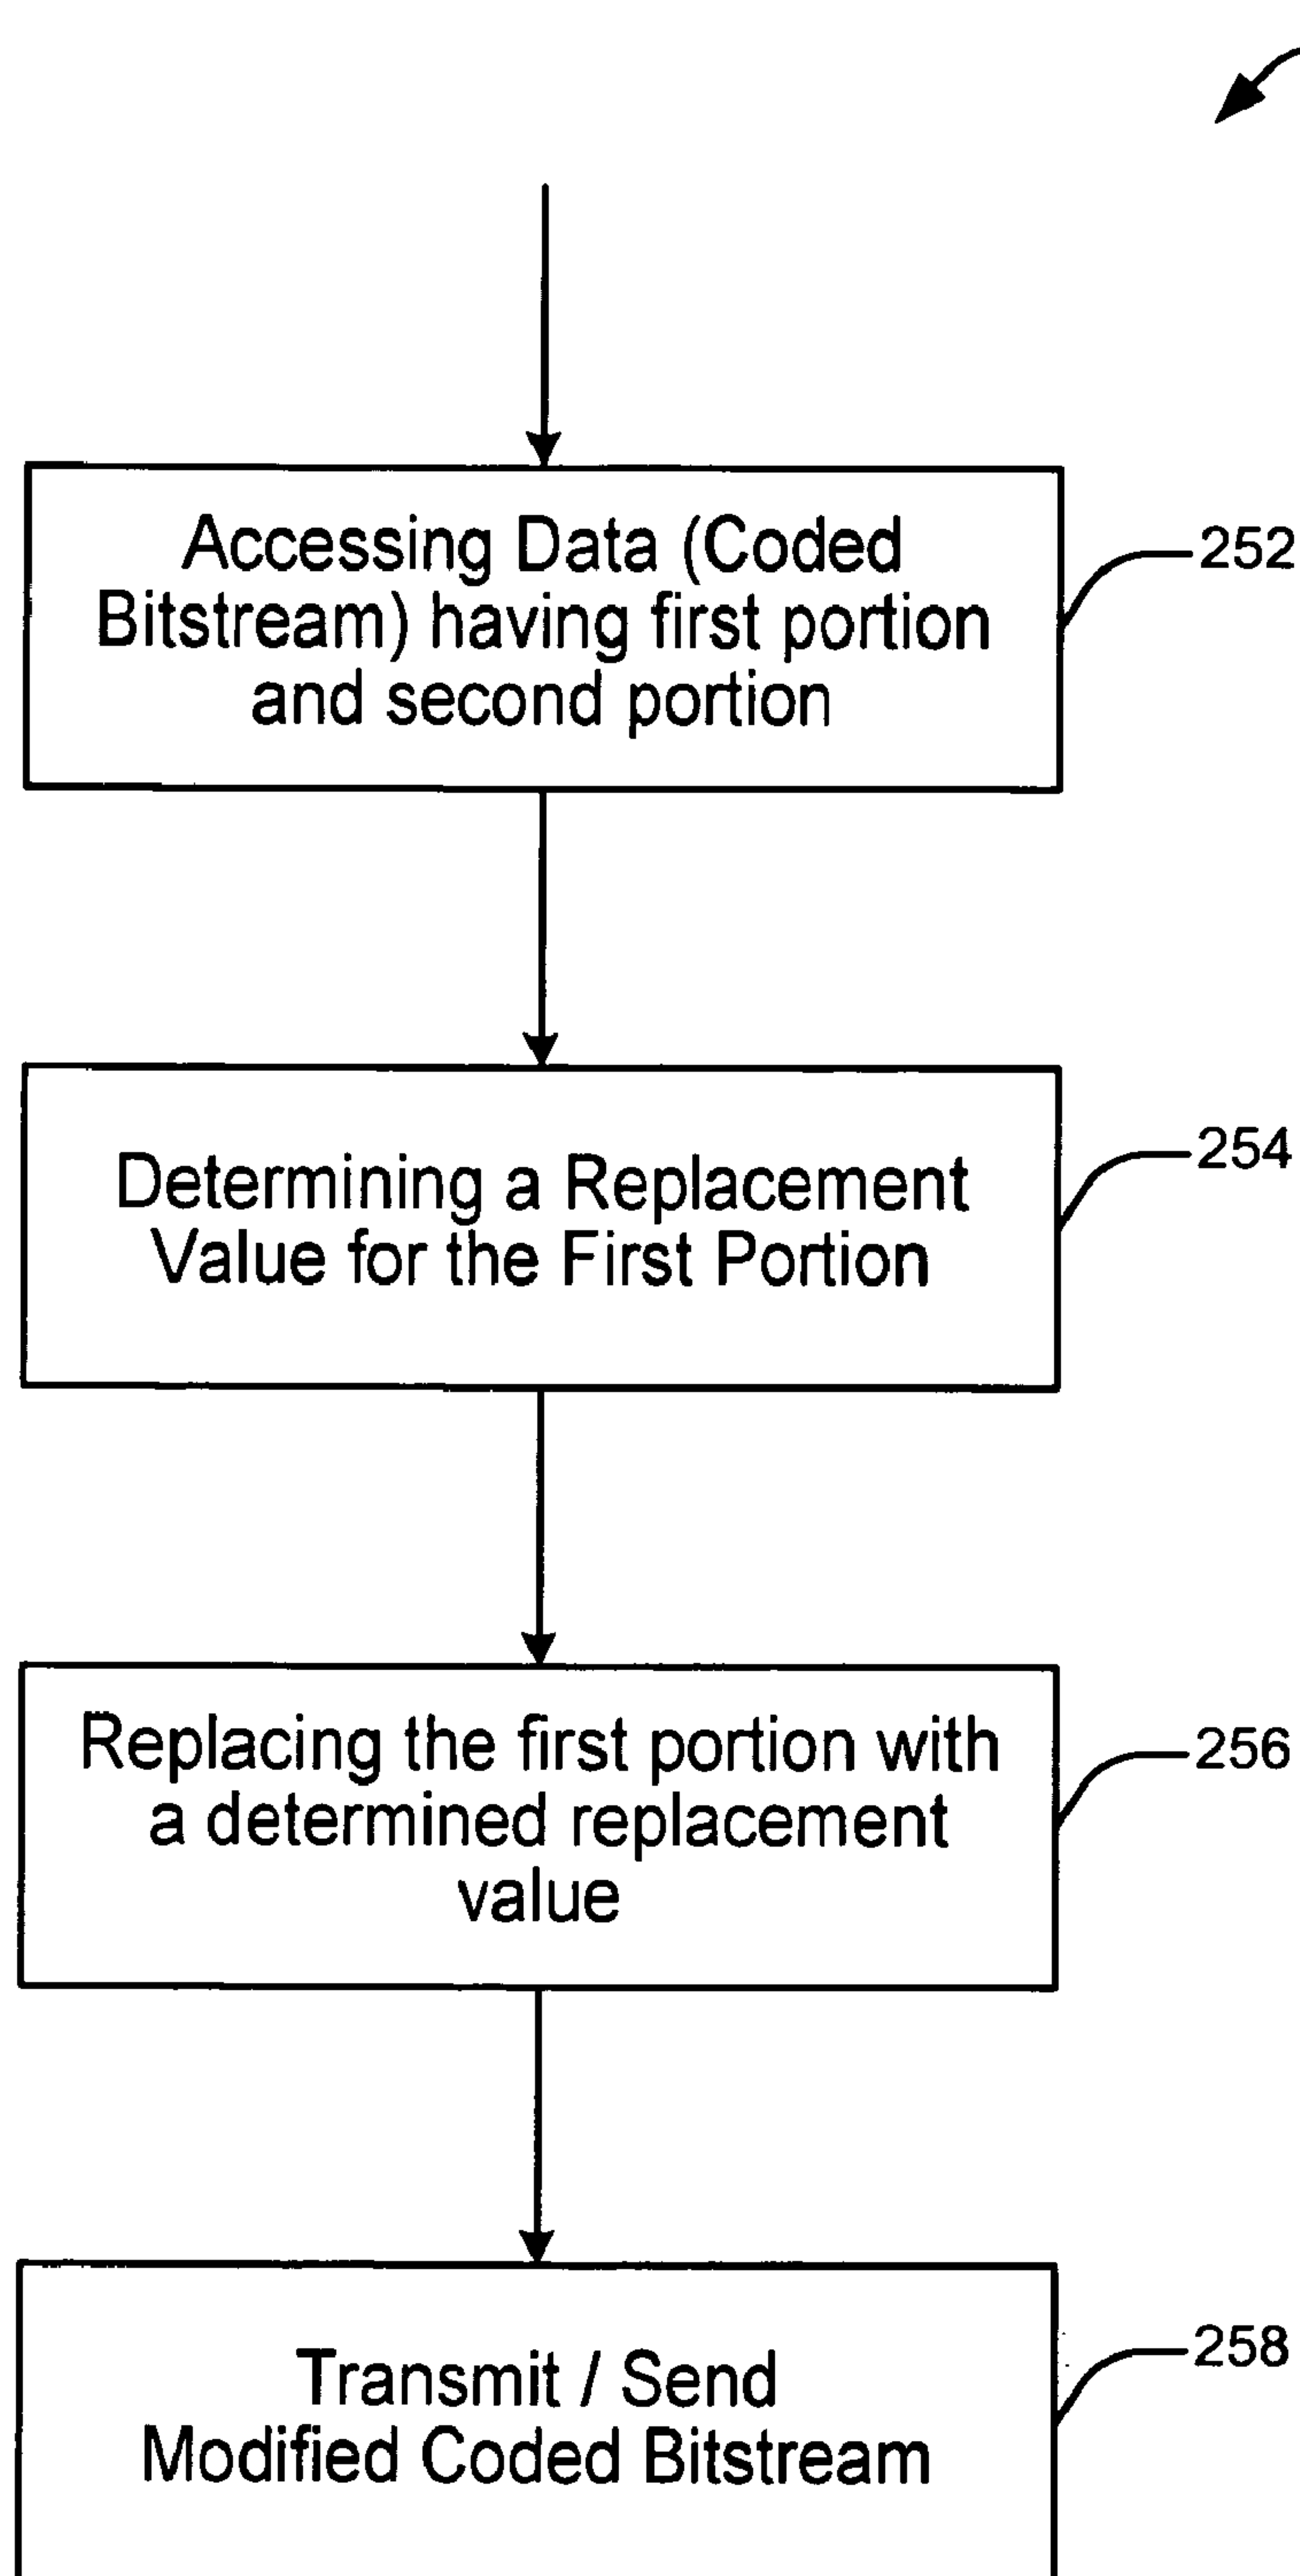 Accessing Data (Coded
Bitstream) having first portion
and second portion
252
Determining a Replacement
Value for the First Portion
254
Replacing the first portion with
a determined replacement
value
256
Transmit / Send
Modified Coded Bitstream
258